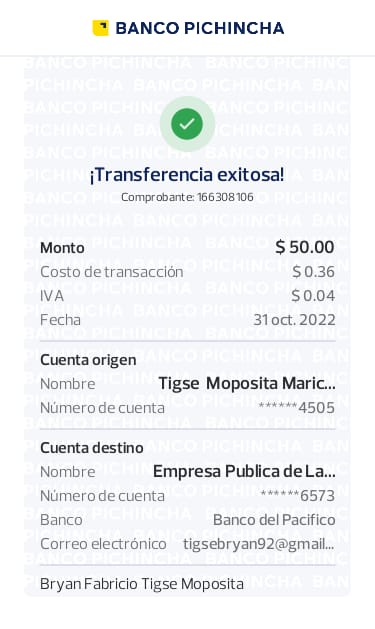 BANCO PICHINCHA
¡Transferencia exitosa!
Comprobante: 166308106
Monto $ 50.00
Costo de transacción $ 0.36
IVA $ 0.04
Fecha 31 oct. 2022
Cuenta origen
Nombre Tigse Moposita Maric...
Número de cuenta ******4505
Cuenta destino
Nombre Empresa Publica de La...
Número de cuenta ******6573
Banco Banco del Pacifico
Correo electrónico tigsebryan92@gmail...
Bryan Fabricio Tigse Moposita